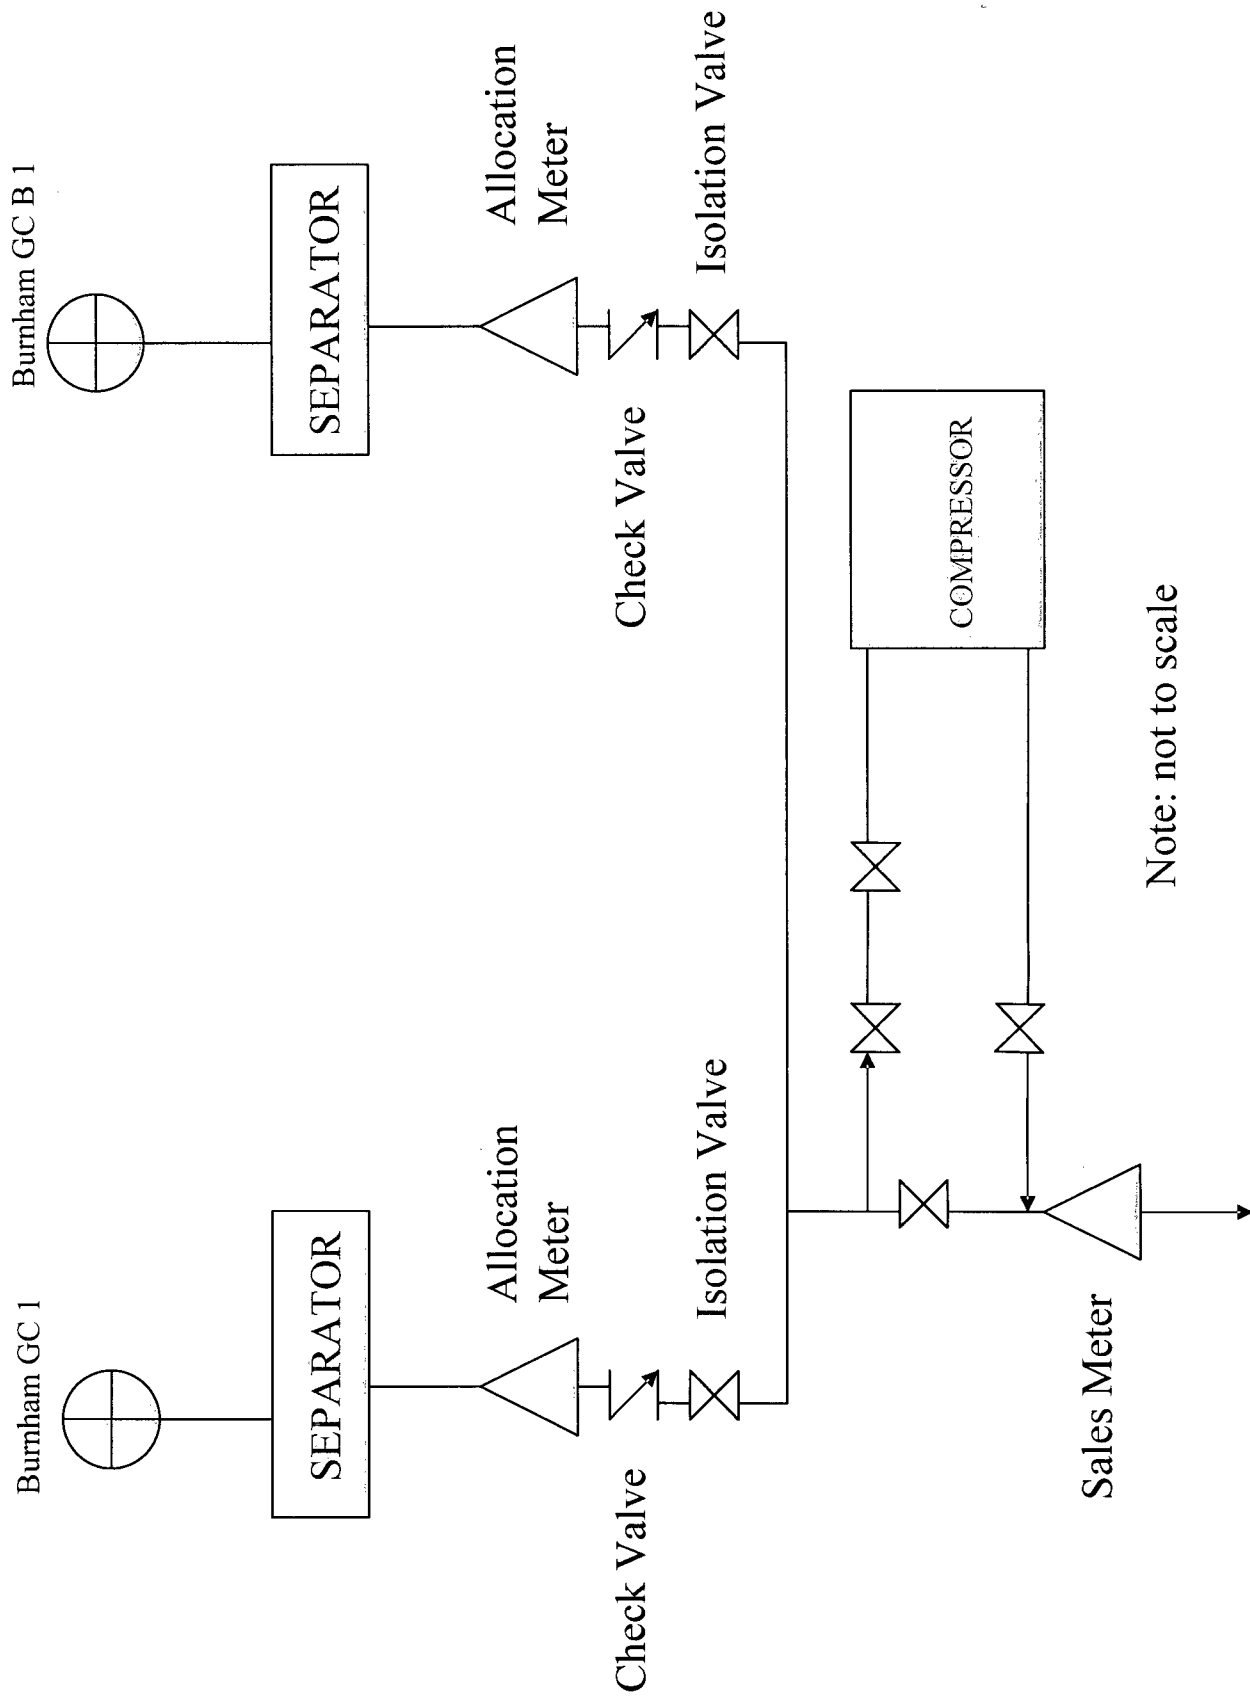 Burnham GC 1
Burnham GC B 1
SEPARATOR
SEPARATOR
Allocation
Meter
Allocation
Meter
Check Valve
Check Valve
Isolation Valve
Isolation Valve
COMPRESSOR
Sales Meter
Note: not to scale